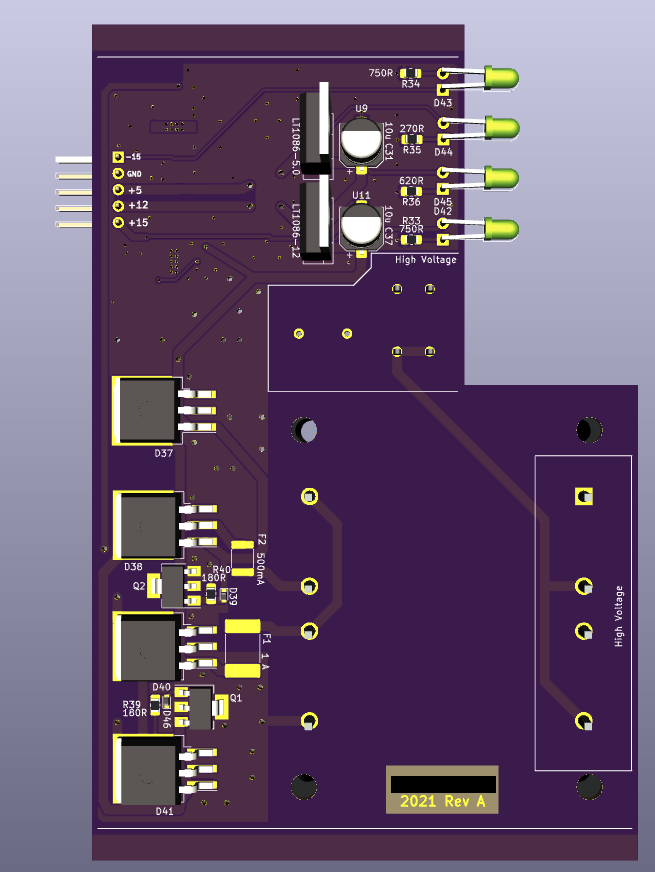 750R
R34
D43
U9
LT1086-5.0
10u C31
270R
R35
D44
-15
GND
+5
+12
+15
620R
R36
D45
D42
U11
LT1086-12
10u C37
R33
750R
+
+
High Voltage
D37
D38
F2
500mA
Q2
R40
180R
D39
F1
1 A
D40
R39
180R
D46
Q1
High Voltage
D41
2021 Rev A